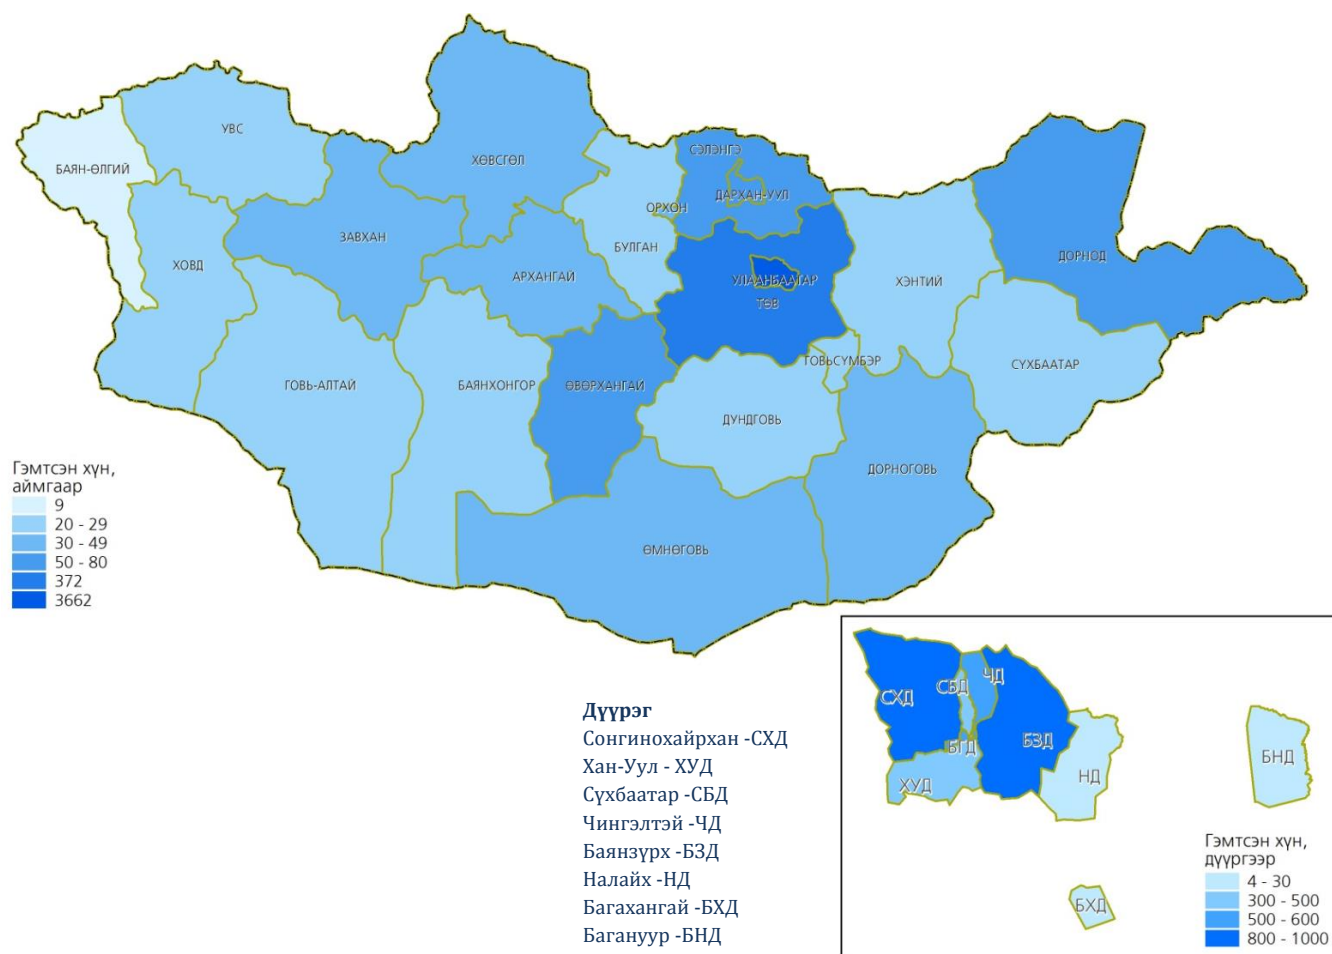 УВС
БАЯН-ӨЛГИЙ
ХӨВСГӨЛ
СЭЛЭНГЭ
ДАРХАН-УУЛ
ОРХОН
ЗАВХАН
БУЛГАН
ХОВД
АРХАНГАЙ
УЛААНБААТАР
ТӨВ
ХЭНТИЙ
ДОРНОД
ГОВЬСҮМБЭР
СҮХБААТАР
ГОВЬ-АЛТАЙ
БАЯНХОНГОР
ӨВӨРХАНГАЙ
ДУНДГОВЬ
ДОРНОГОВЬ
ӨМНӨГОВЬ
Гэмтсэн хүн,
аймгаар
9
20 - 29
30 - 49
50 - 80
372
3662
Дүүрэг
Сонгинохайрхан -СХД
Хан-Уул - ХУД
Сүхбаатар -СБД
Чингэлтэй -ЧД
Баянзүрх -БЗД
Налайх -НД
Багахангай -БХД
Багануур -БНД
СХД
СБД
ЧД
БГД
БЗД
ХУД
НД
БНД
БХД
Гэмтсэн хүн,
дүүргээр
4 - 30
300 - 500
500 - 600
800 - 1000